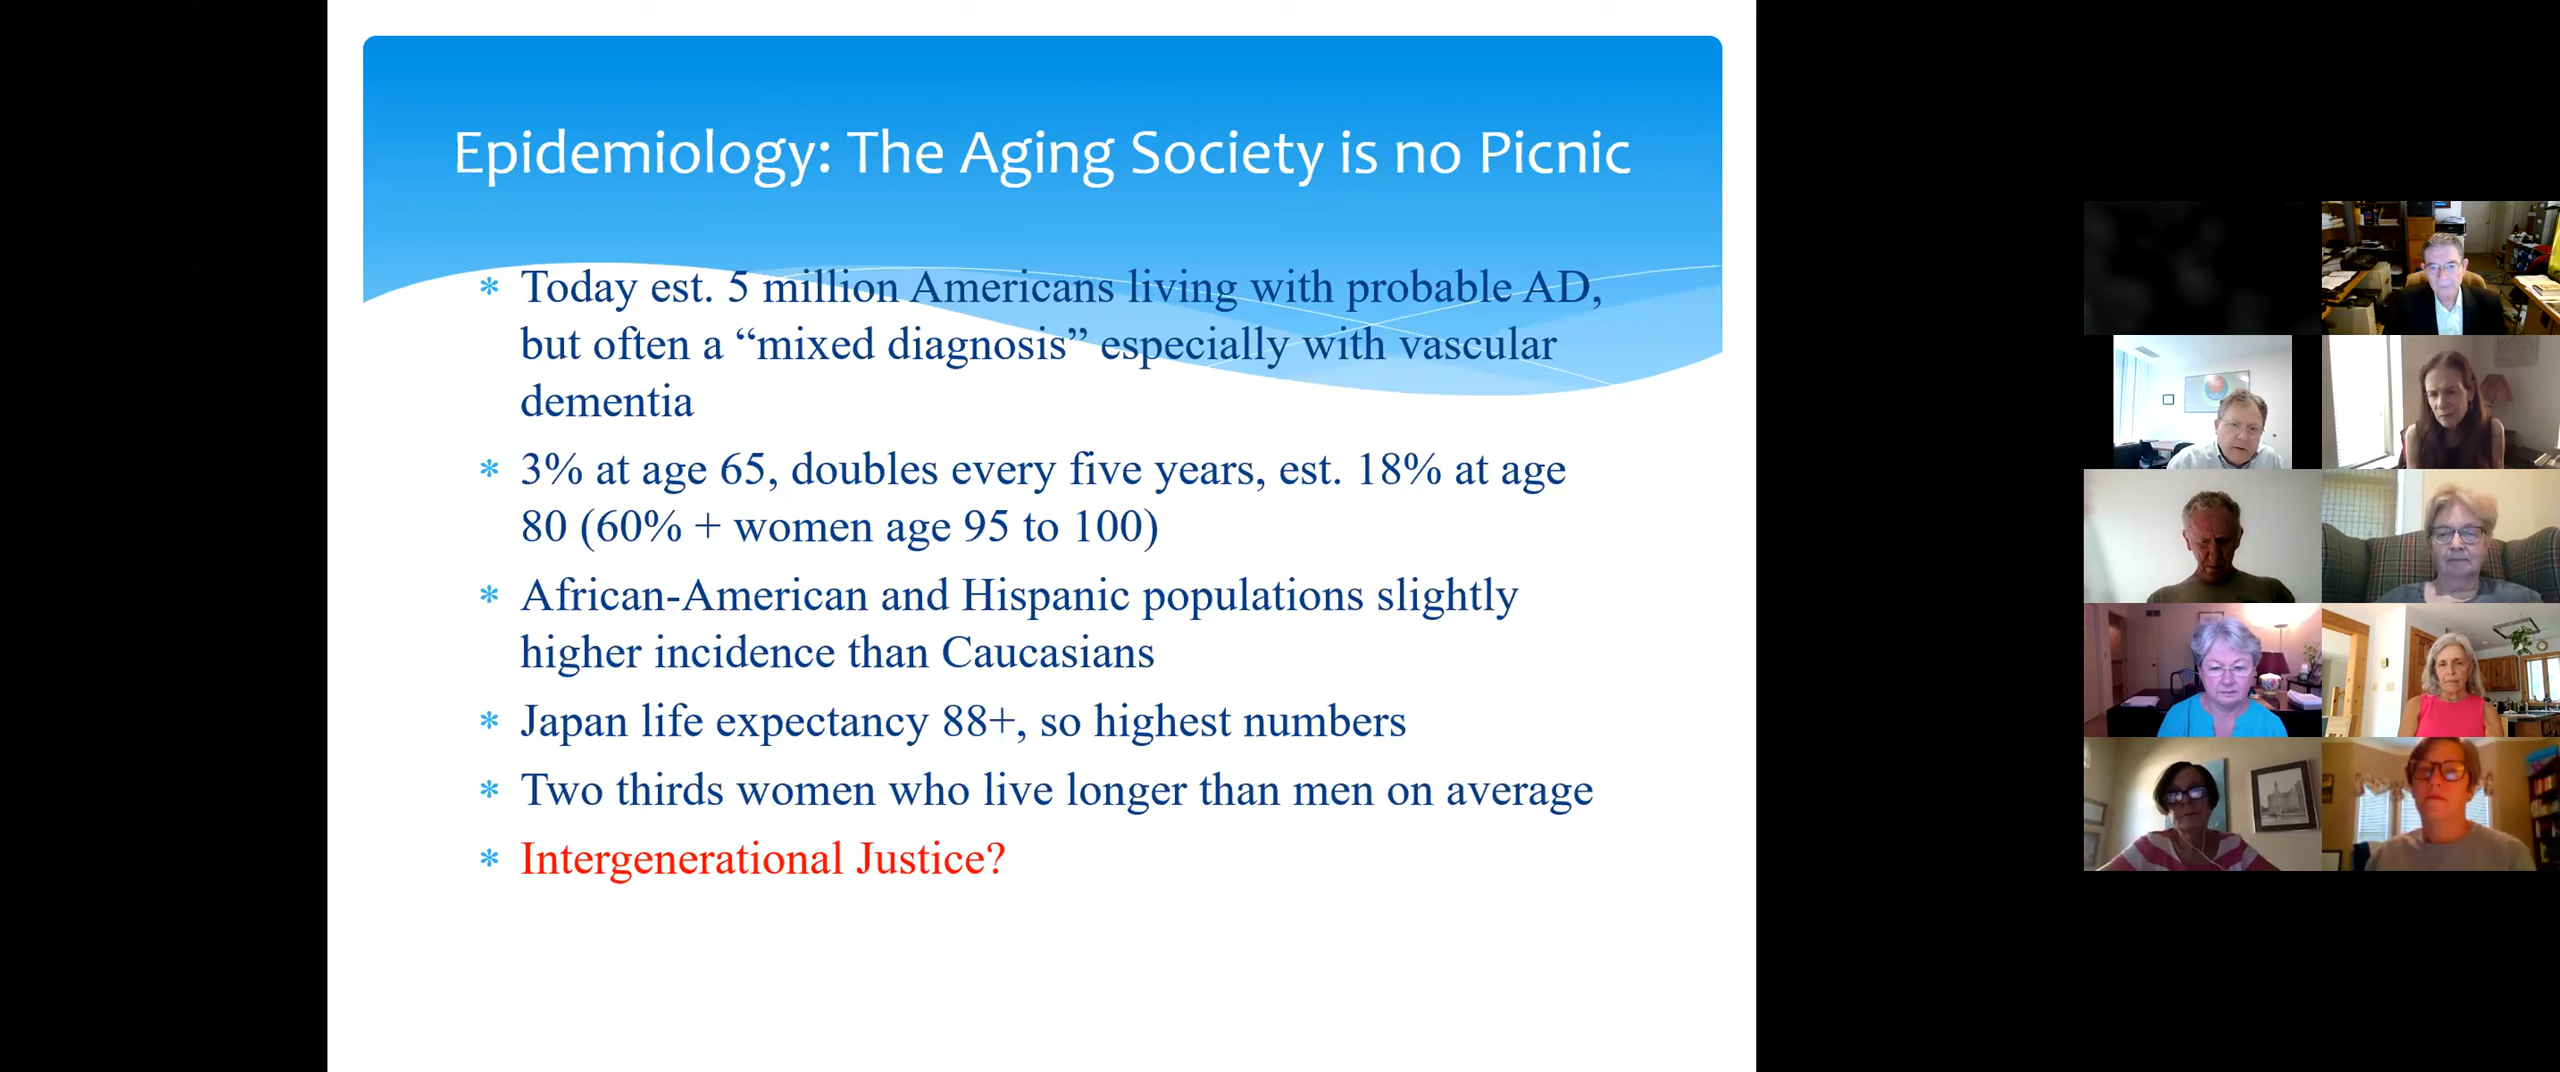 Epidemiology: The Aging Society is no Picnic
* Today est. 5 million Americans living with probable AD,
but often a “mixed diagnosis” especially with vascular
dementia
* 3% at age 65, doubles every five years, est. 18% at age
80 (60% + women age 95 to 100)
* African-American and Hispanic populations slightly
higher incidence than Caucasians
* Japan life expectancy 88+, so highest numbers
* Two thirds women who live longer than men on average
* Intergenerational Justice?